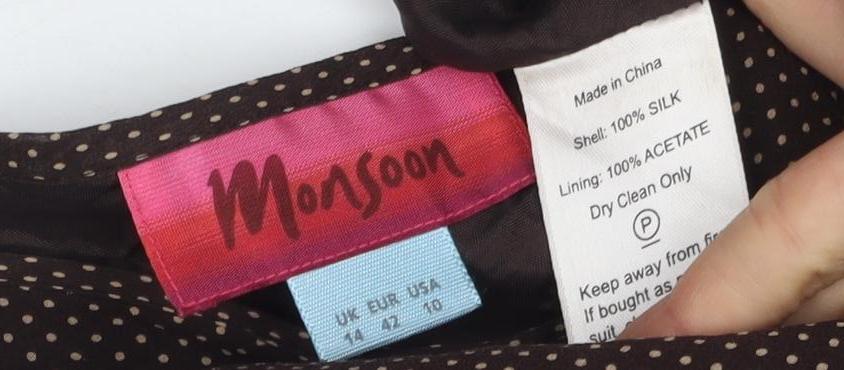 Monsoon
UK EUR USA
14 42 10
Made in China
Shell: 100% SILK
Lining: 100% ACETATE
Dry Clean Only
P
Keep away from
If bought as
suit